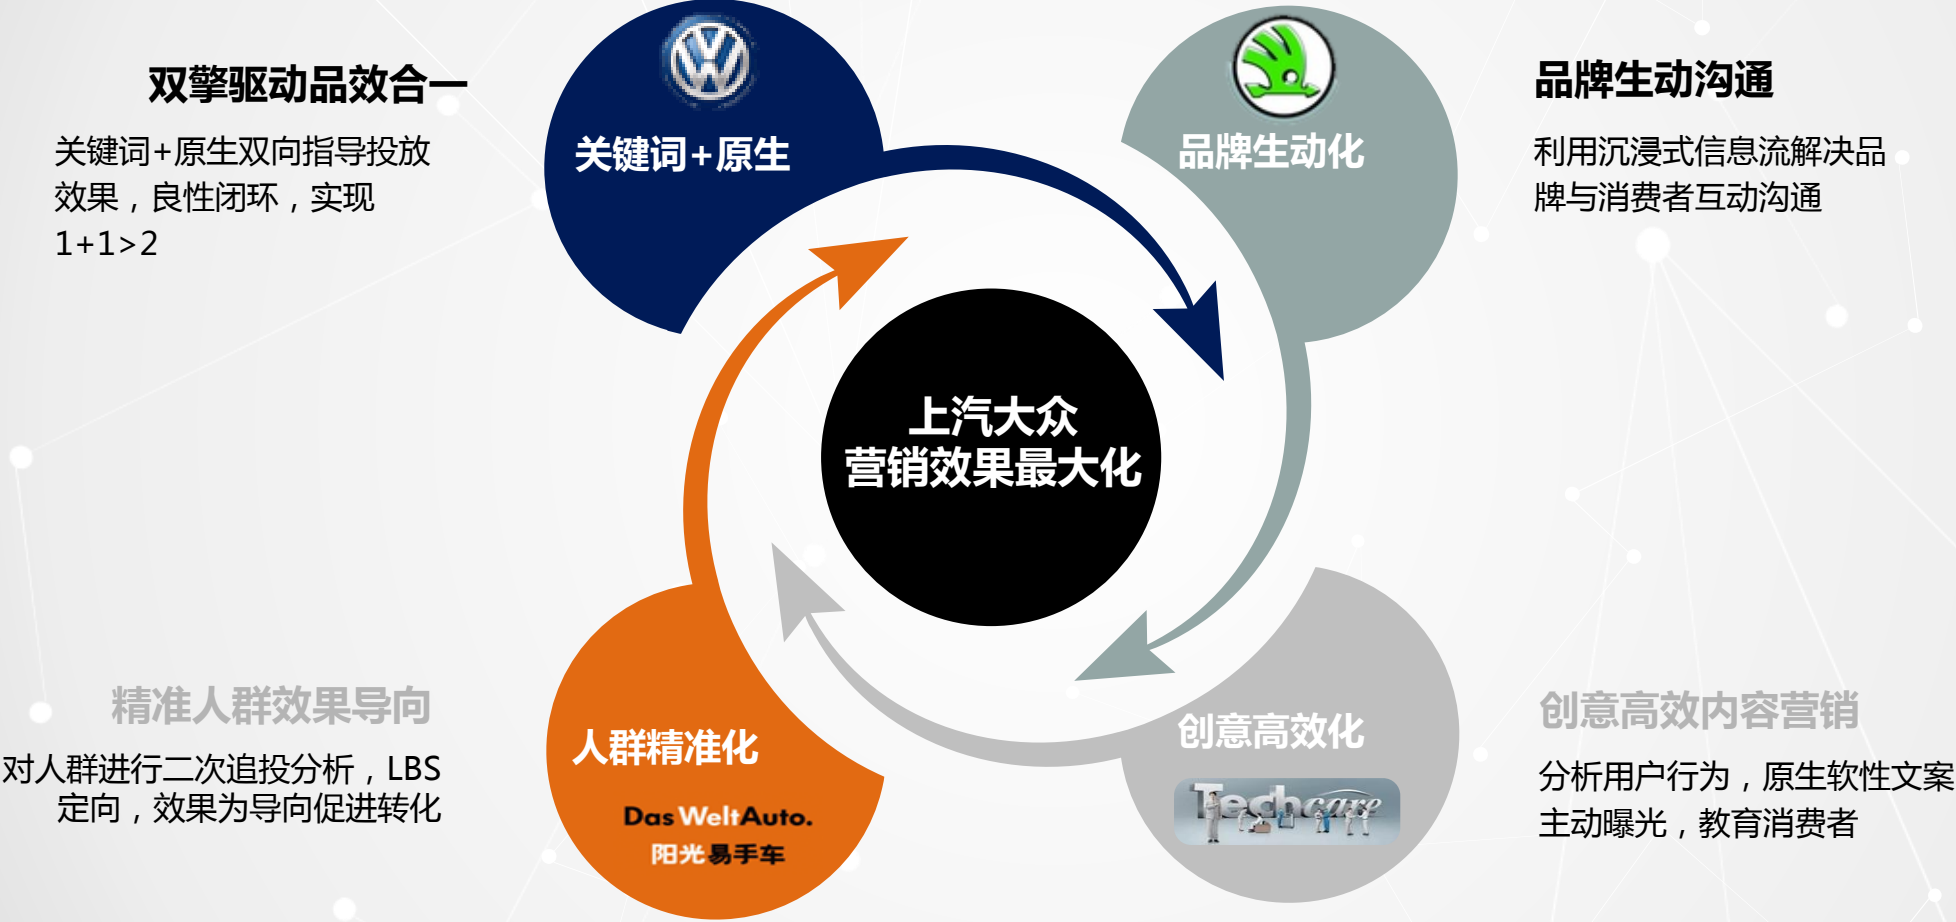 双擎驱动品效合一
关键词+原生双向指导投放
效果，良性闭环，实现
1+1>2
关键词+原生
品牌生动化
品牌生动沟通
利用沉浸式信息流解决品
牌与消费者互动沟通
上汽大众
营销效果最大化
精准人群效果导向
对人群进行二次追投分析，LBS
定向，效果为导向促进转化
人群精准化
Das WeltAuto.
阳光易手车
创意高效化
Techcare
创意高效内容营销
分析用户行为，原生软性文案
主动曝光，教育消费者